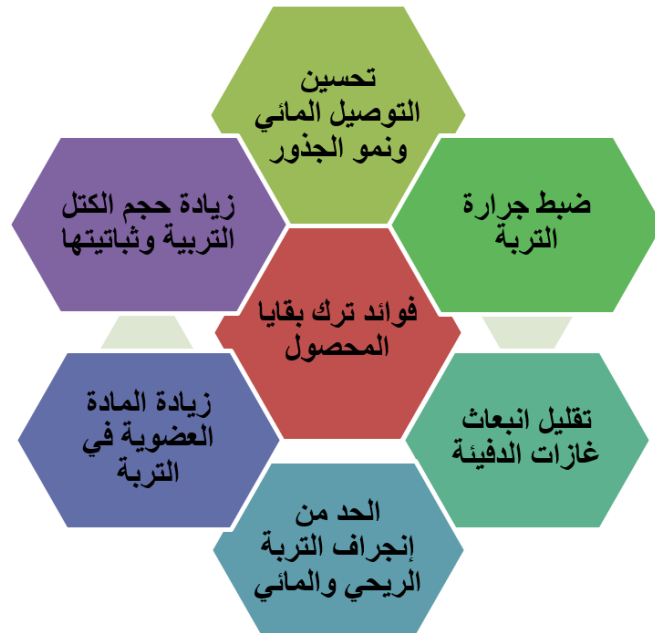 تحسين
التوصيل المائي
ونمو الجذور
ضبط جرارة
التربة
تقليل انبعاث
غازات الدفيئة
الحد من
إنجراف التربة
الريحي والمائي
زيادة المادة
العضوية في
التربة
زيادة حجم الكتل
التربية وثباتيتها
فوائد ترك بقايا
المحصول